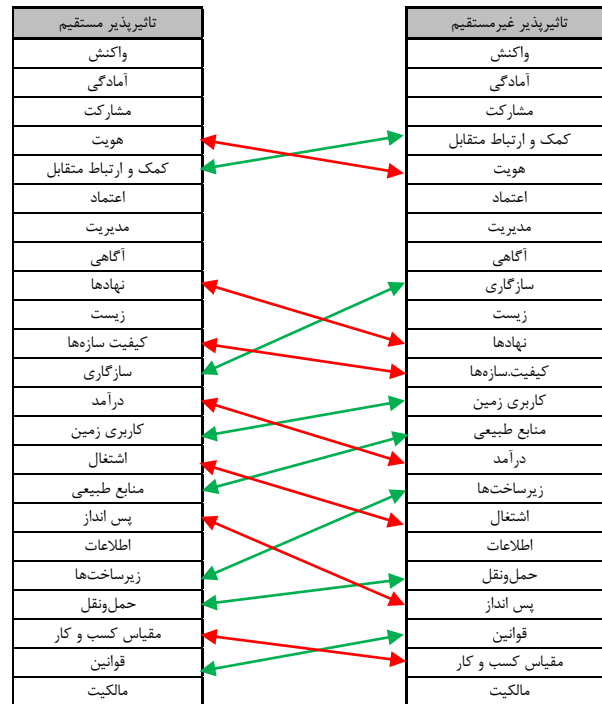 تاثیرپذیر غیرمستقیم
واکنش
آمادگی
مشارکت
کمک و ارتباط متقابل
هویت
اعتماد
مدیریت
آگاهی
سازگاری
زیست
نهادها
کیفیت.سازه‌ها
کاربری زمین
منابع طبیعی
درآمد
زیرساخت‌ها
اشتغال
اطلاعات
حمل‌ونقل
پس انداز
قوانین
مقیاس کسب و کار
مالکیت
تاثیرپذیر مستقیم
واکنش
آمادگی
مشارکت
هویت
کمک و ارتباط متقابل
اعتماد
مدیریت
آگاهی
نهادها
زیست
کیفیت سازه‌ها
سازگاری
درآمد
کاربری زمین
اشتغال
منابع طبیعی
پس انداز
اطلاعات
زیرساخت‌ها
حمل‌ونقل
مقیاس کسب و کار
قوانین
مالکیت